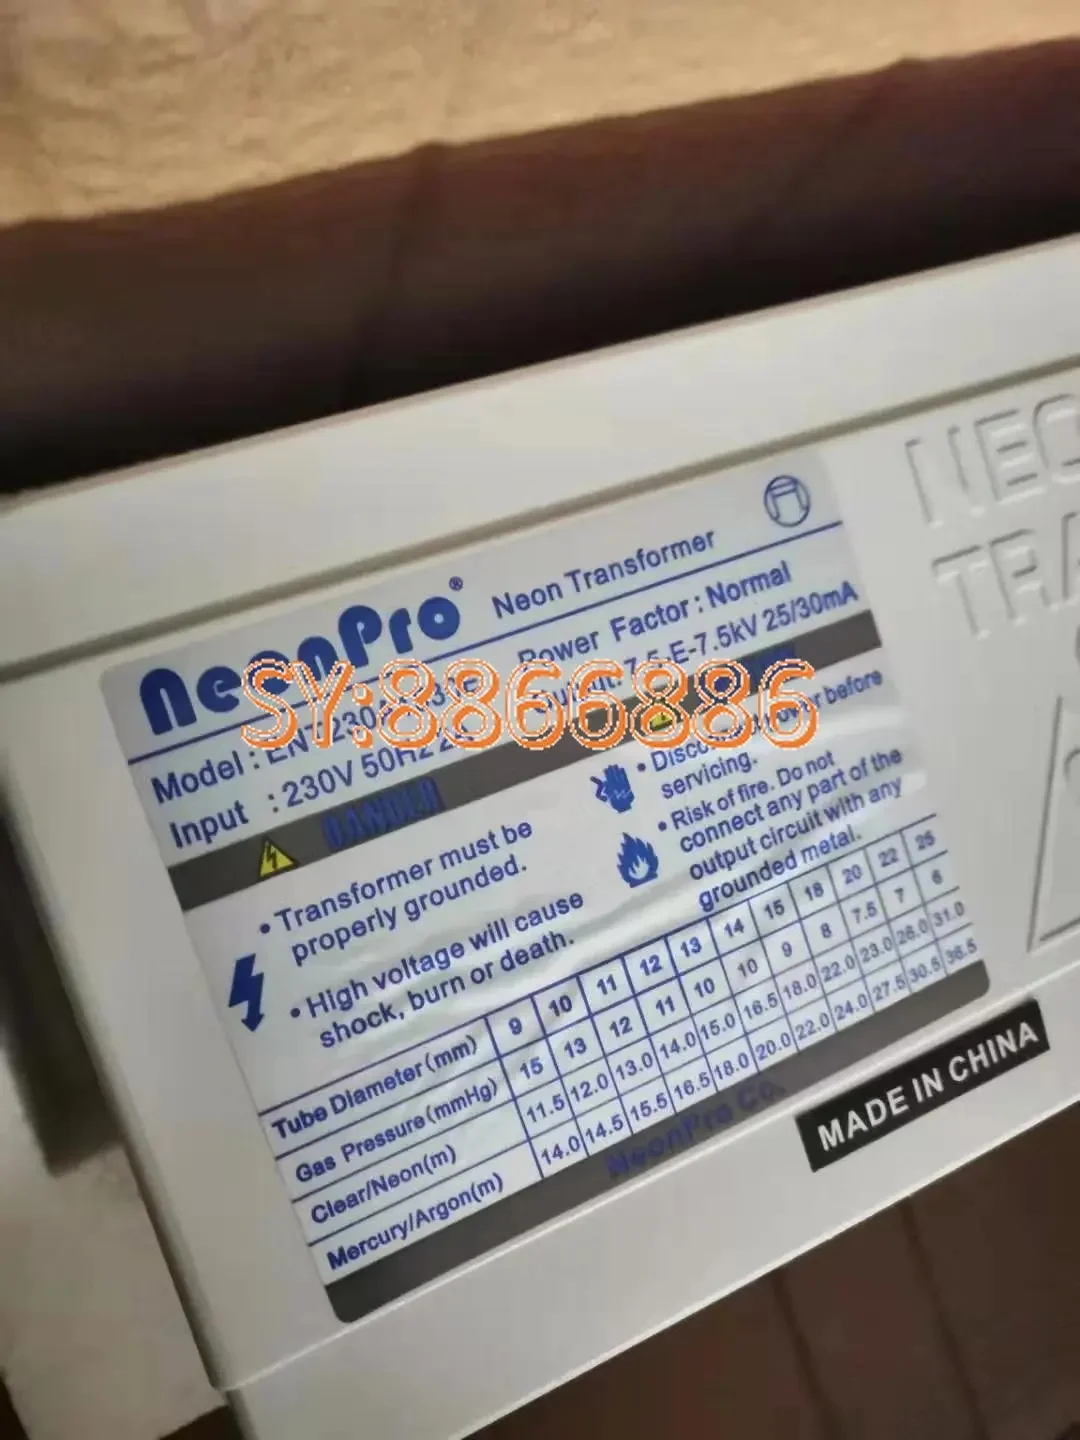 NeonPro® Neon Transformer
Power Factor : Normal
Model :
Output: 7.5-E-7.5kV 25/30mA
Input : 230V 50Hz
SY:8866886
DANGER
• Transformer must be
properly grounded.
• High voltage will cause
shock, burn or death.
• Disconnect power before
servicing.
• Risk of fire. Do not
connect any part of the
output circuit with any
grounded metal.
Tube Diameter (mm) 9 10 11 12 13 14 15 18 20 22 25
Gas Pressure (mmHg) 15 13 12 11 10 10 9 8 7.5 7 6
Clear/Neon(m) 11.5 12.0 13.0 14.0 15.0 16.5 18.0 22.0 23.0 26.0 31.0
Mercury/Argon(m) 14.0 14.5 15.5 16.5 18.0 20.0 22.0 24.0 27.5 30.5 36.5
NeonPro Co.
MADE IN CHINA
NEO
TRA